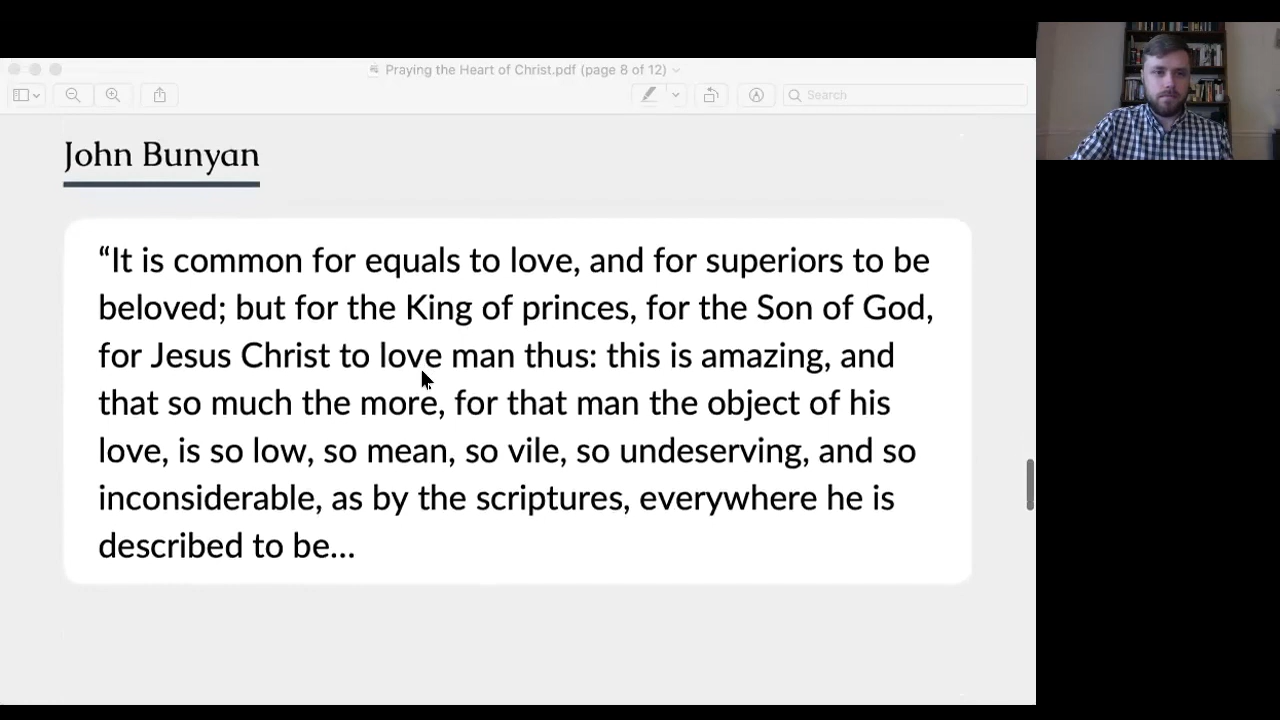 Praying the Heart of Christ.pdf (page 8 of 12)
Search
John Bunyan
“It is common for equals to love, and for superiors to be
beloved; but for the King of princes, for the Son of God,
for Jesus Christ to love man thus: this is amazing, and
that so much the more, for that man the object of his
love, is so low, so mean, so vile, so undeserving, and so
inconsiderable, as by the scriptures, everywhere he is
described to be...